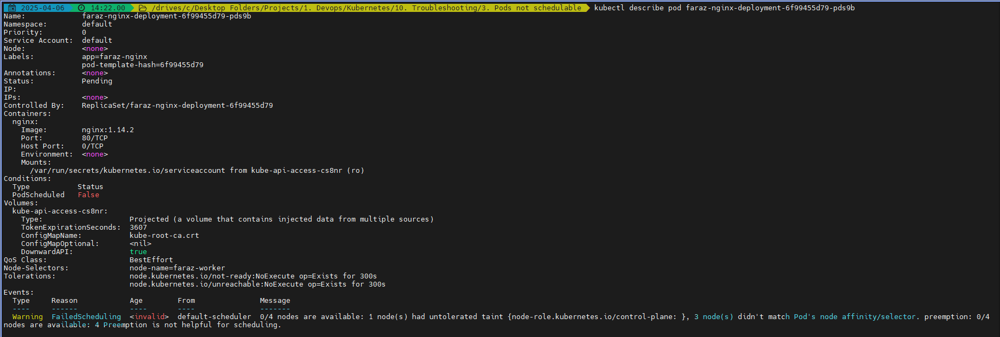 2025-04-06 14:22.00 /drives/c/Desktop Folders/Projects/1. Devops/Kubernetes/10. Troubleshooting/3. Pods not schedulable kubectl describe pod faraz-nginx-deployment-6f99455d79-pds9b
Name: faraz-nginx-deployment-6f99455d79-pds9b
Namespace: default
Priority: 0
Service Account: default
Node: <none>
Labels: app=faraz-nginx
pod-template-hash=6f99455d79
Annotations: <none>
Status: Pending
IP:
IPs: <none>
Controlled By: ReplicaSet/faraz-nginx-deployment-6f99455d79
Containers:
nginx:
Image: nginx:1.14.2
Port: 80/TCP
Host Port: 0/TCP
Environment: <none>
Mounts:
/var/run/secrets/kubernetes.io/serviceaccount from kube-api-access-cs8nr (ro)
Conditions:
Type Status
PodScheduled False
Volumes:
kube-api-access-cs8nr:
Type: Projected (a volume that contains injected data from multiple sources)
TokenExpirationSeconds: 3607
ConfigMapName: kube-root-ca.crt
ConfigMapOptional: <nil>
DownwardAPI: true
QoS Class: BestEffort
Node-Selectors: node-name=faraz-worker
Tolerations: node.kubernetes.io/not-ready:NoExecute op=Exists for 300s
node.kubernetes.io/unreachable:NoExecute op=Exists for 300s
Events:
Type Reason Age From Message
---- ------ ---- ---- -------
Warning FailedScheduling <invalid> default-scheduler 0/4 nodes are available: 1 node(s) had untolerated taint {node-role.kubernetes.io/control-plane: }, 3 node(s) didn't match Pod's node affinity/selector. preemption: 0/4
nodes are available: 4 Preemption is not helpful for scheduling.